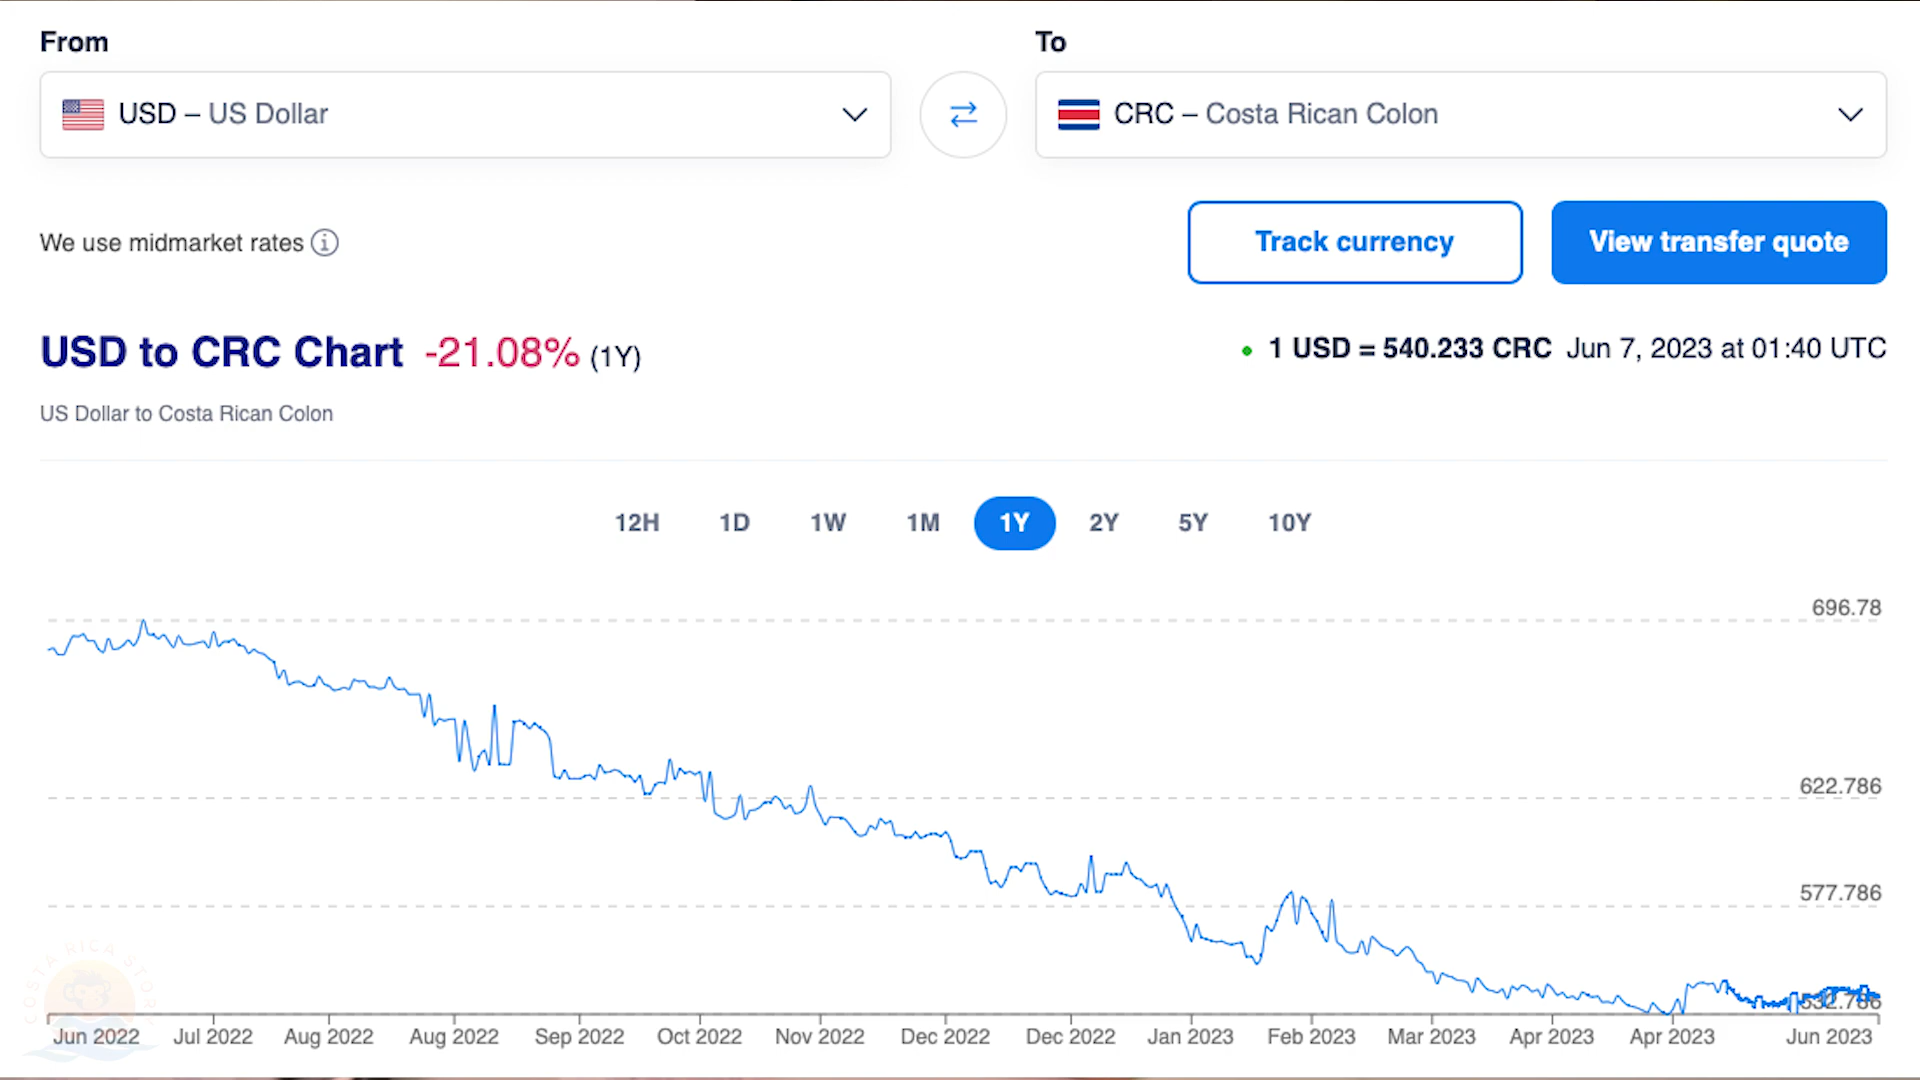 From
To
USD – US Dollar
CRC – Costa Rican Colon
We use midmarket rates
Track currency
View transfer quote
USD to CRC Chart -21.08% (1Y)
1 USD = 540.233 CRC Jun 7, 2023 at 01:40 UTC
US Dollar to Costa Rican Colon
12H 1D 1W 1M 1Y 2Y 5Y 10Y
696.78
622.786
577.786
532.786
COSTA RICA
Jun 2022 Jul 2022 Aug 2022 Aug 2022 Sep 2022 Oct 2022 Nov 2022 Dec 2022 Dec 2022 Jan 2023 Feb 2023 Mar 2023 Apr 2023 Apr 2023 Jun 2023